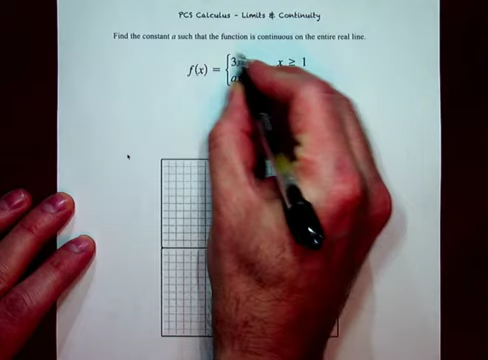 PCS Calculus - Limits & Continuity
Find the constant a such that the function is continuous on the entire real line.
f(x) = { 3 x ≥ 1
a